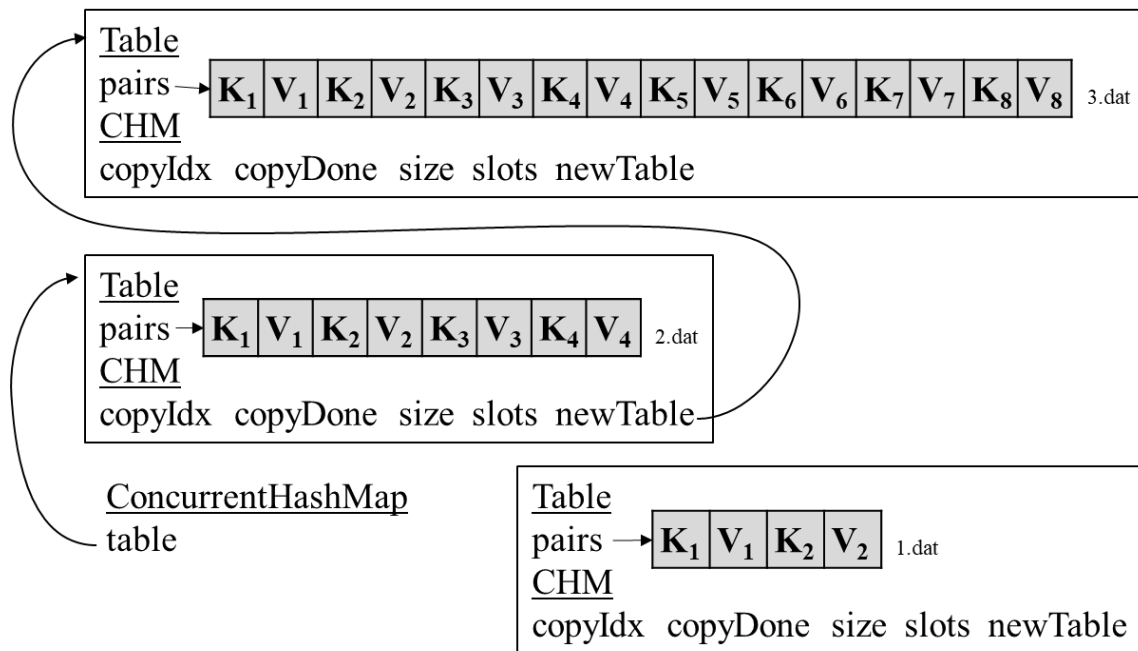 Table
pairs K₁ V₁ K₂ V₂ K₃ V₃ K₄ V₄ K₅ V₅ K₆ V₆ K₇ V₇ K₈ V₈ 3.dat
CHM
copyIdx copyDone size slots newTable
Table
pairs K₁ V₁ K₂ V₂ K₃ V₃ K₄ V₄ 2.dat
CHM
copyIdx copyDone size slots newTable
ConcurrentHashMap
table
Table
pairs K₁ V₁ K₂ V₂ 1.dat
CHM
copyIdx copyDone size slots newTable